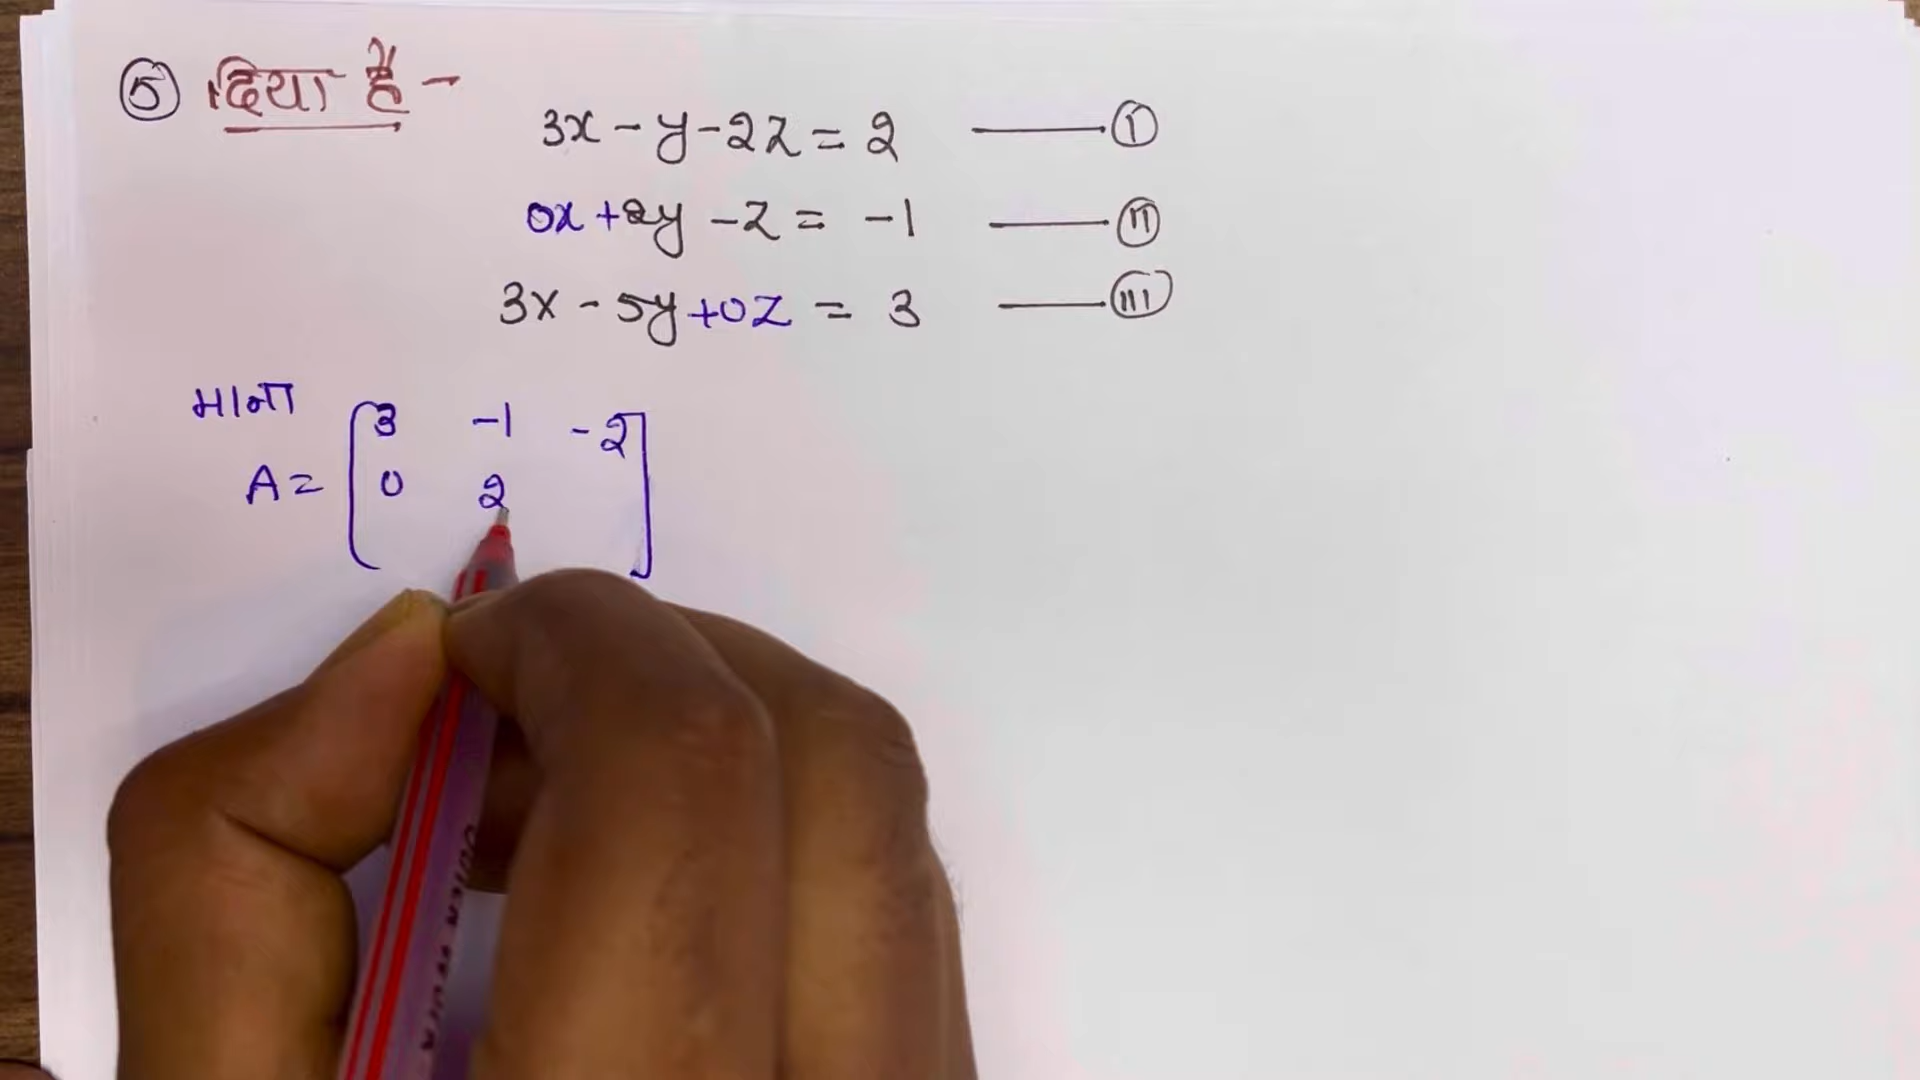 5 दिया है -
3x - y - 2z = 2 —— I
0x + 2y - z = -1 —— II
3x - 5y + 0z = 3 —— III
माना
A = [3 -1 -2
0 2 ]